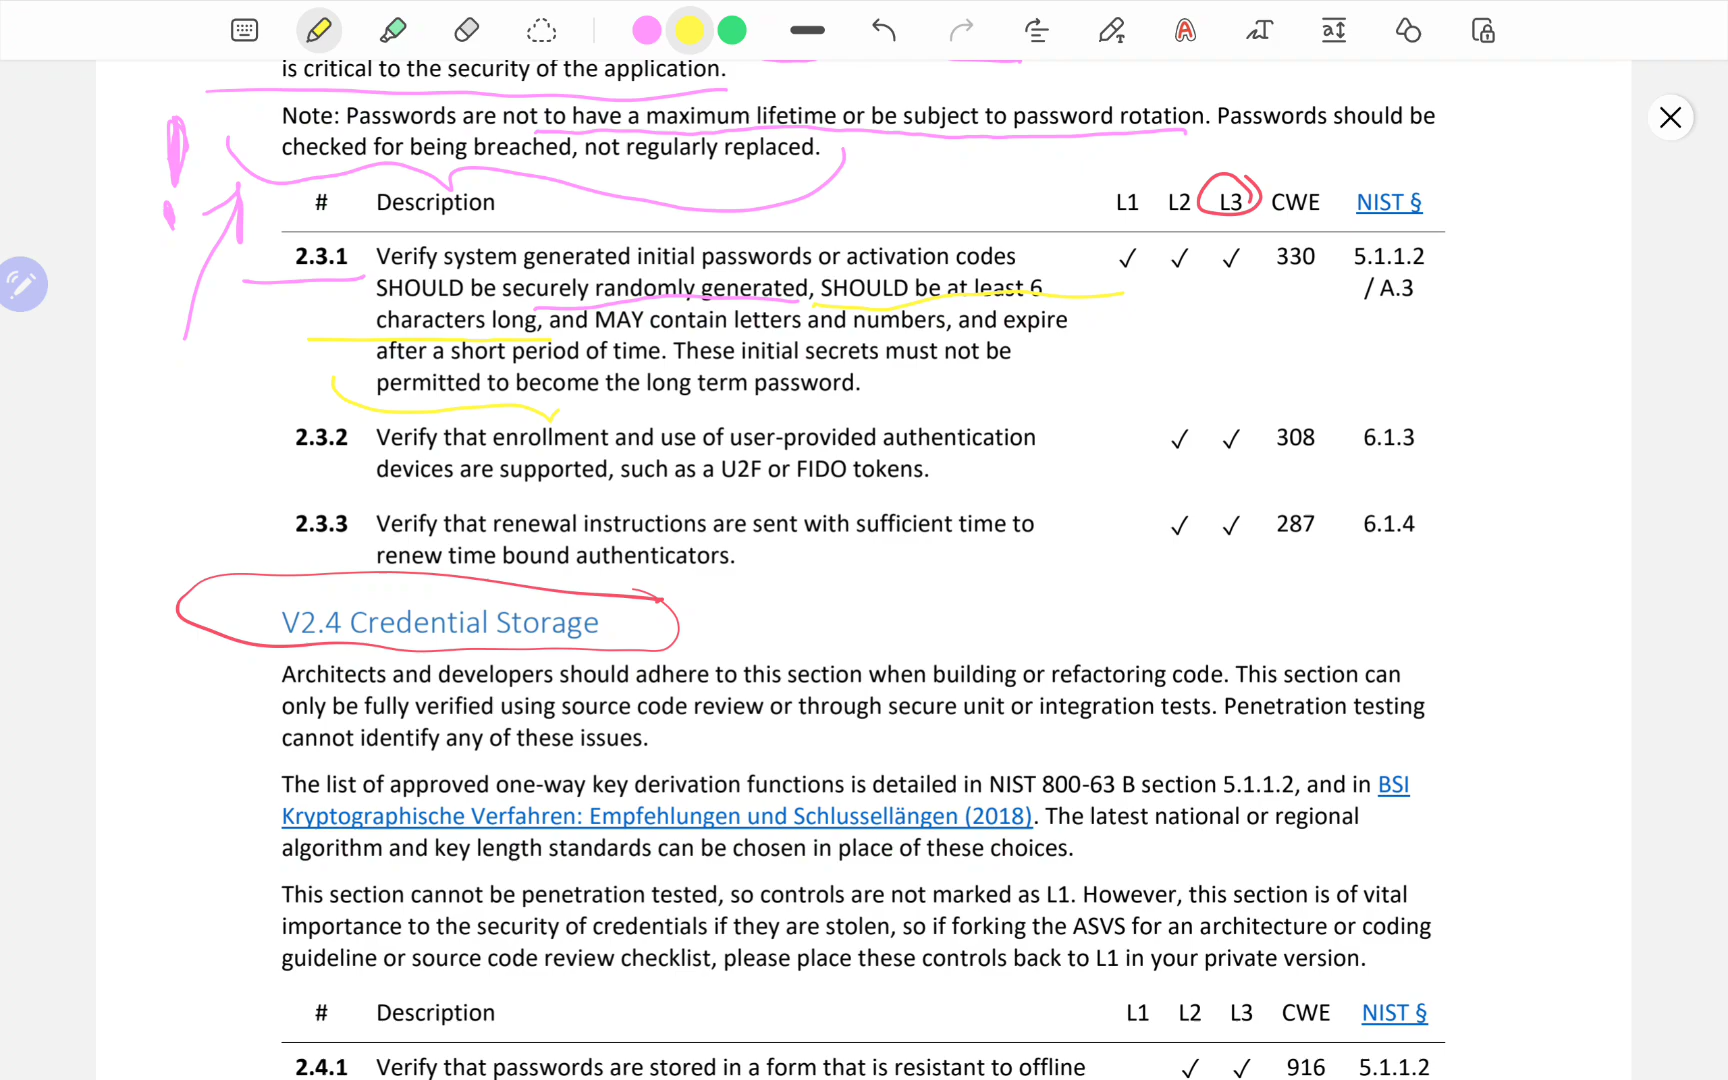 is critical to the security of the application.
Note: Passwords are not to have a maximum lifetime or be subject to password rotation. Passwords should be
checked for being breached, not regularly replaced.
# Description L1 L2 L3 CWE NIST §
2.3.1 Verify system generated initial passwords or activation codes ✓ ✓ ✓ 330 5.1.1.2
SHOULD be securely randomly generated, SHOULD be at least 6 / A.3
characters long, and MAY contain letters and numbers, and expire
after a short period of time. These initial secrets must not be
permitted to become the long term password.
2.3.2 Verify that enrollment and use of user-provided authentication ✓ ✓ 308 6.1.3
devices are supported, such as a U2F or FIDO tokens.
2.3.3 Verify that renewal instructions are sent with sufficient time to ✓ ✓ 287 6.1.4
renew time bound authenticators.
V2.4 Credential Storage
Architects and developers should adhere to this section when building or refactoring code. This section can
only be fully verified using source code review or through secure unit or integration tests. Penetration testing
cannot identify any of these issues.
The list of approved one-way key derivation functions is detailed in NIST 800-63 B section 5.1.1.2, and in BSI
Kryptographische Verfahren: Empfehlungen und Schlussellängen (2018). The latest national or regional
algorithm and key length standards can be chosen in place of these choices.
This section cannot be penetration tested, so controls are not marked as L1. However, this section is of vital
importance to the security of credentials if they are stolen, so if forking the ASVS for an architecture or coding
guideline or source code review checklist, please place these controls back to L1 in your private version.
# Description L1 L2 L3 CWE NIST §
2.4.1 Verify that passwords are stored in a form that is resistant to offline ✓ ✓ 916 5.1.1.2